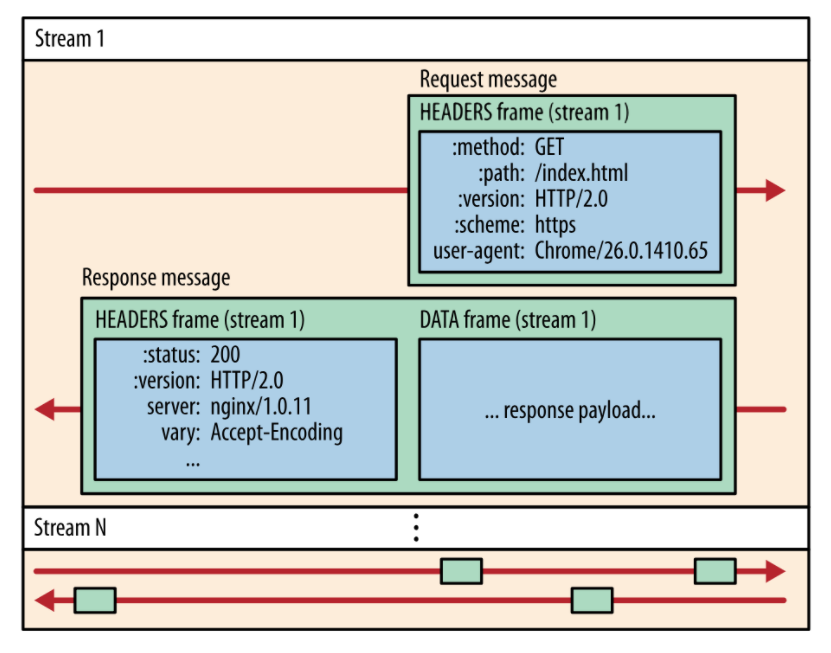 Stream 1
Request message
HEADERS frame (stream 1)
:method: GET
:path: /index.html
:version: HTTP/2.0
:scheme: https
user-agent: Chrome/26.0.1410.65
Response message
HEADERS frame (stream 1)
:status: 200
:version: HTTP/2.0
server: nginx/1.0.11
vary: Accept-Encoding
...
DATA frame (stream 1)
... response payload...
Stream N